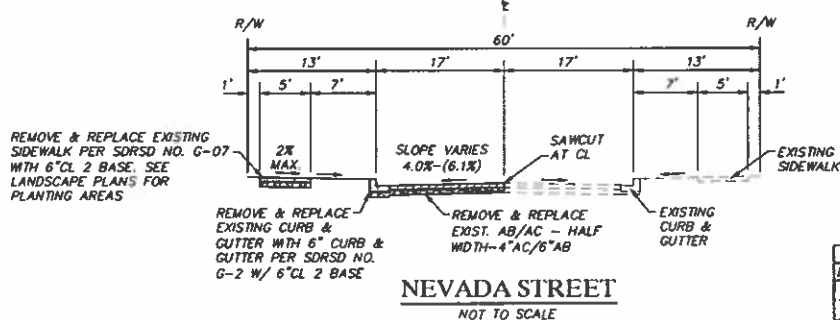 ℄
R/W
R/W
60'
13'
17'
17'
13'
1'
5'
7'
7'
5'
1'
REMOVE & REPLACE EXISTING
SIDEWALK PER SDRSD NO. G-07
WITH 6"CL 2 BASE. SEE
LANDSCAPE PLANS FOR
PLANTING AREAS
2%
MAX.
SLOPE VARIES
4.0%-(6.1%)
SAWCUT
AT CL
EXISTING
SIDEWALK
REMOVE & REPLACE
EXISTING CURB &
GUTTER WITH 6" CURB &
GUTTER PER SDRSD NO.
G-2 W/ 6"CL 2 BASE
REMOVE & REPLACE
EXIST. AB/AC - HALF
WIDTH-4"AC/6"AB
EXISTING
CURB &
GUTTER
NEVADA STREET
NOT TO SCALE